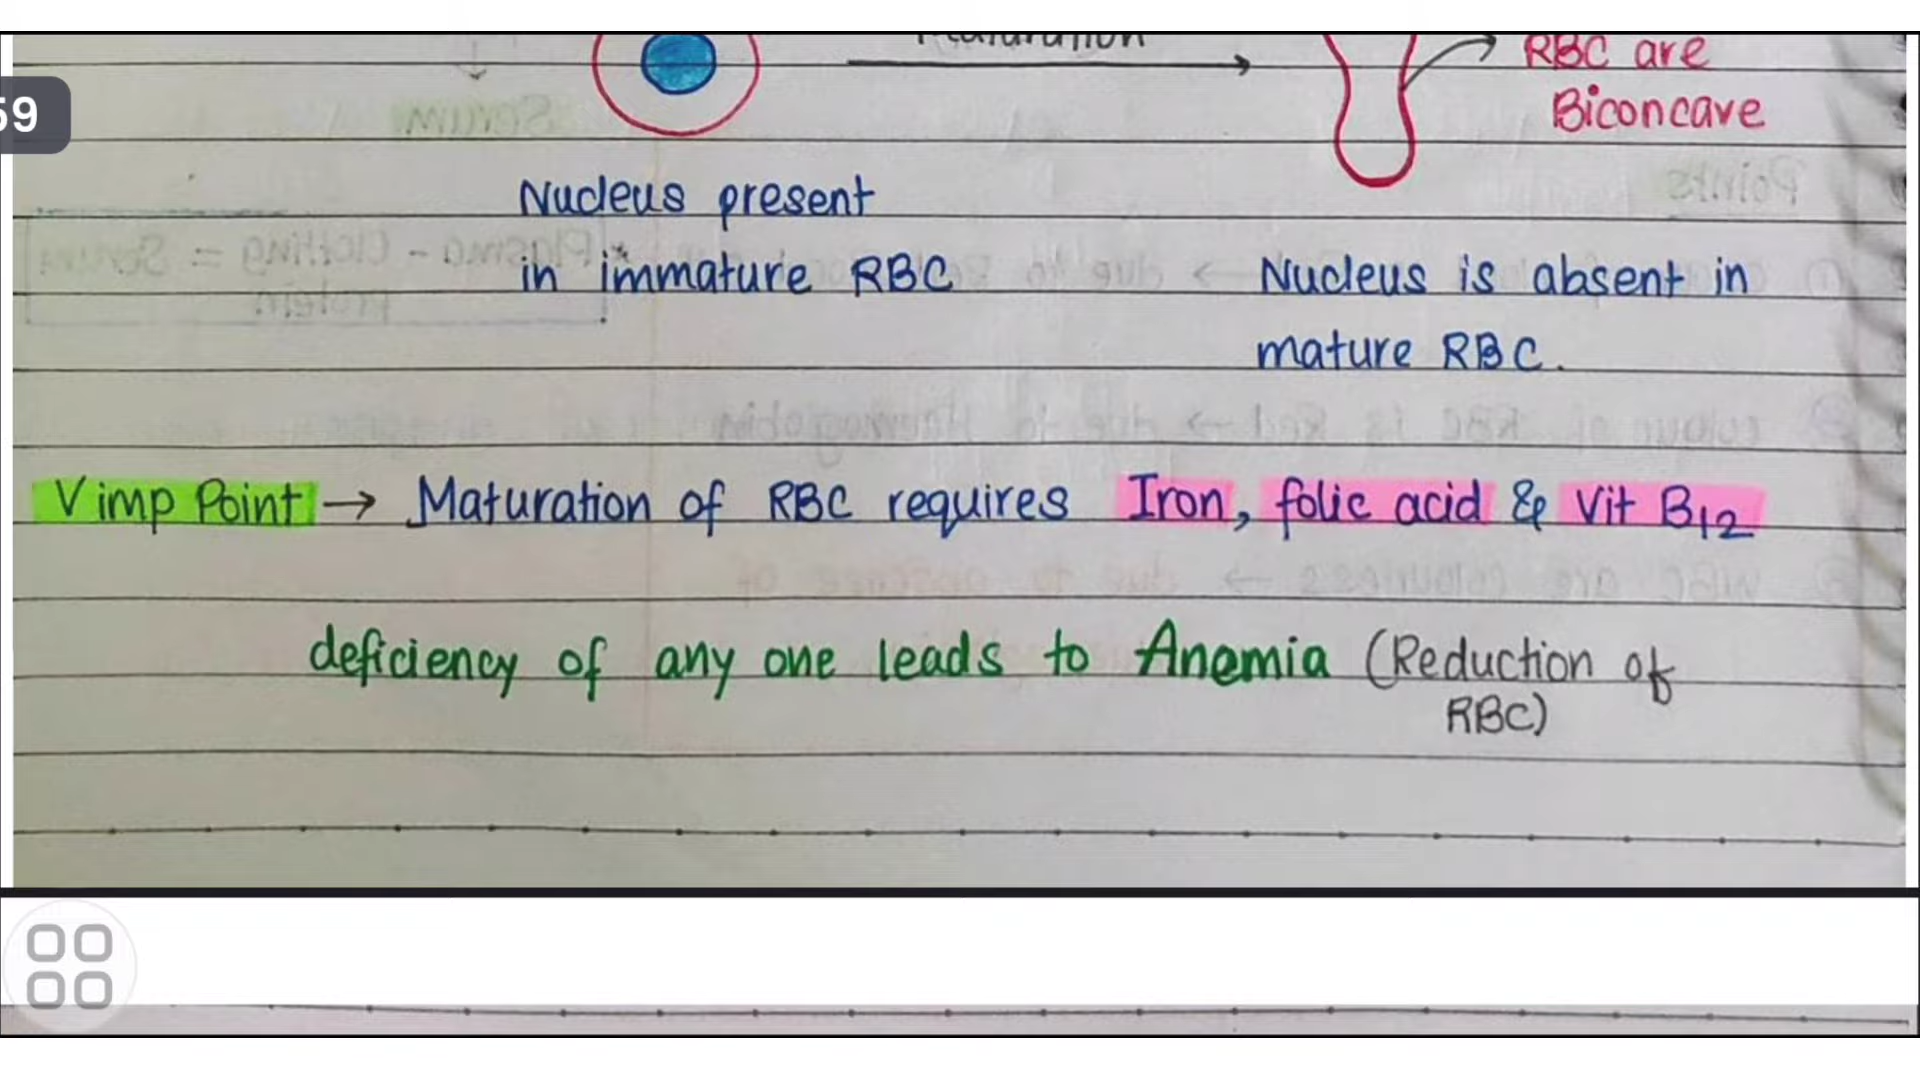 Maturation
RBC are
Biconcave
59
Nucleus present
in immature RBC
Nucleus is absent in
mature RBC.
V imp Point → Maturation of RBC requires Iron, folic acid & Vit B12
deficiency of any one leads to Anemia (Reduction of
RBC)